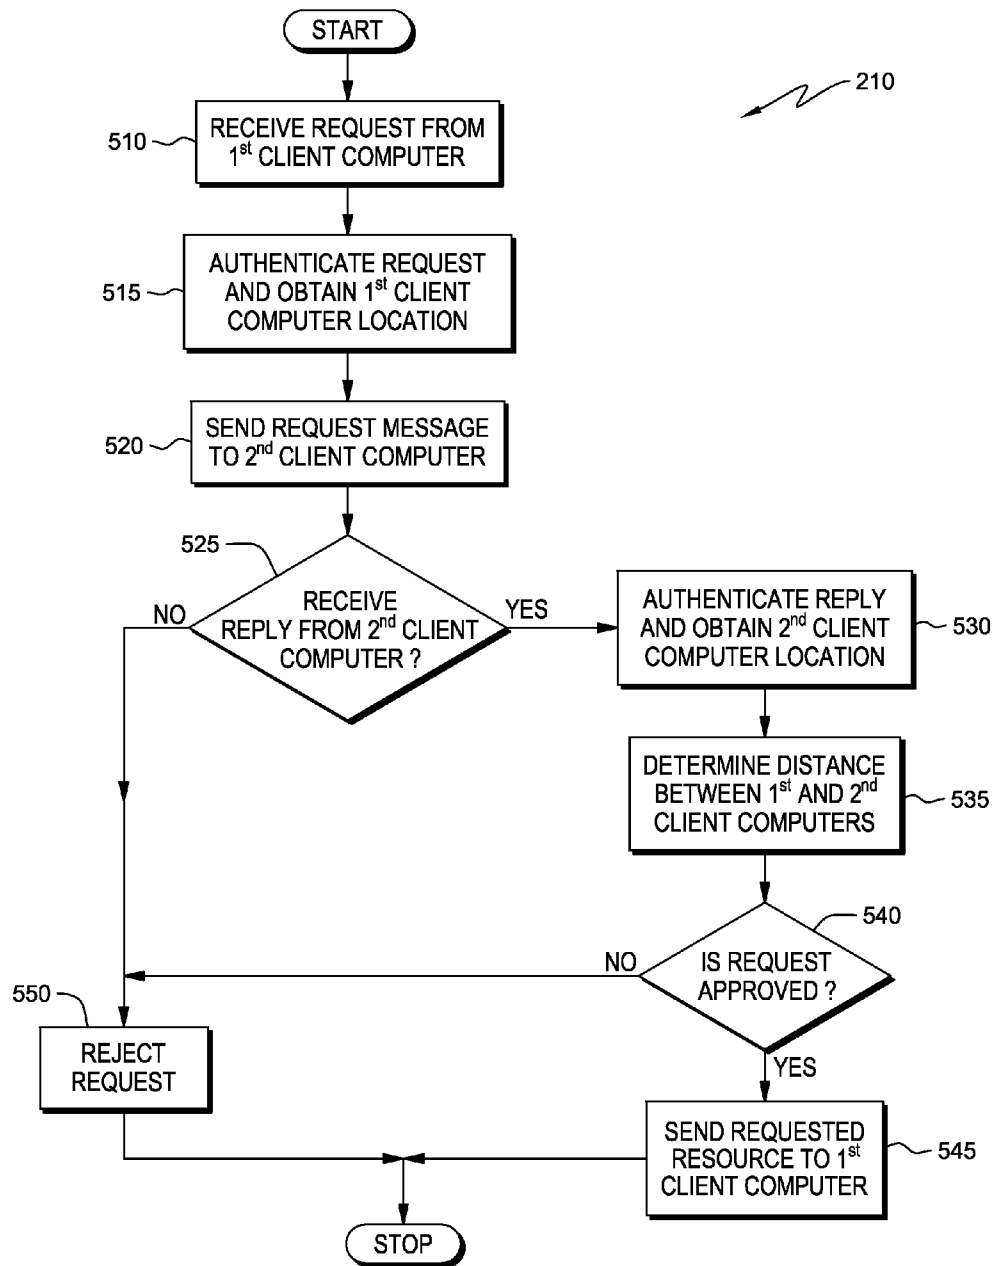 START
210
510
RECEIVE REQUEST FROM
1st CLIENT COMPUTER
515
AUTHENTICATE REQUEST
AND OBTAIN 1st CLIENT
COMPUTER LOCATION
520
SEND REQUEST MESSAGE
TO 2nd CLIENT COMPUTER
525
NO
RECEIVE
REPLY FROM 2nd CLIENT
COMPUTER ?
YES
AUTHENTICATE REPLY
AND OBTAIN 2nd CLIENT
COMPUTER LOCATION
530
DETERMINE DISTANCE
BETWEEN 1st AND 2nd
CLIENT COMPUTERS
535
540
NO
IS REQUEST
APPROVED ?
YES
550
REJECT
REQUEST
SEND REQUESTED
RESOURCE TO 1st
CLIENT COMPUTER
545
STOP